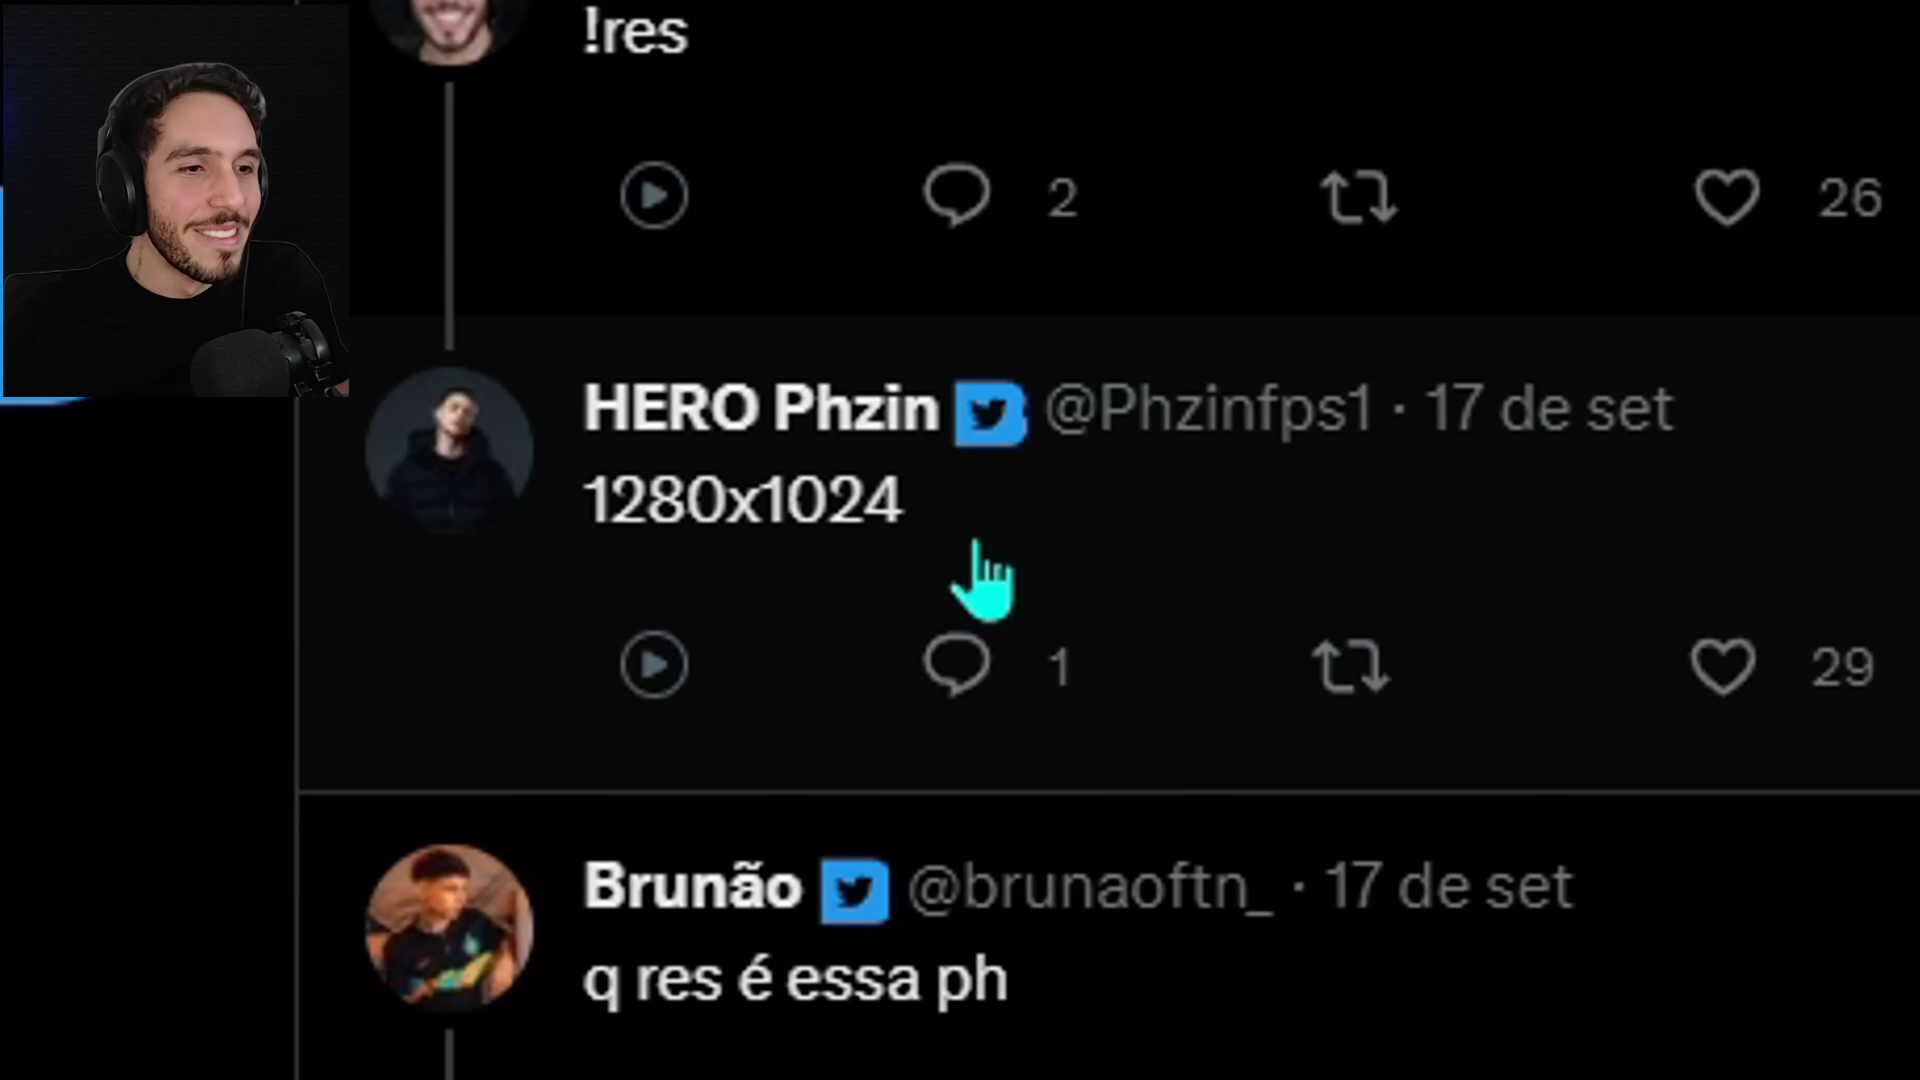 !res
2
26
HERO Phzin @Phzinfps1 · 17 de set
1280x1024
1
29
Brunão @brunaoftn_ · 17 de set
q res é essa ph